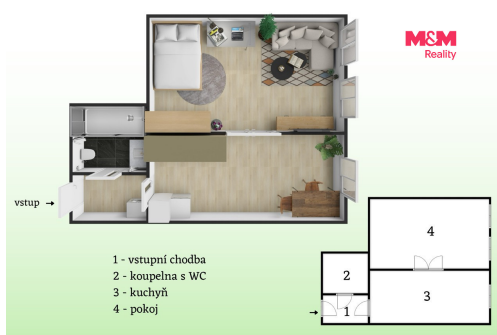 M&M
Reality
vstup
1 - vstupní chodba
2 - koupelna s WC
3 - kuchyň
4 - pokoj
4
2
3
1